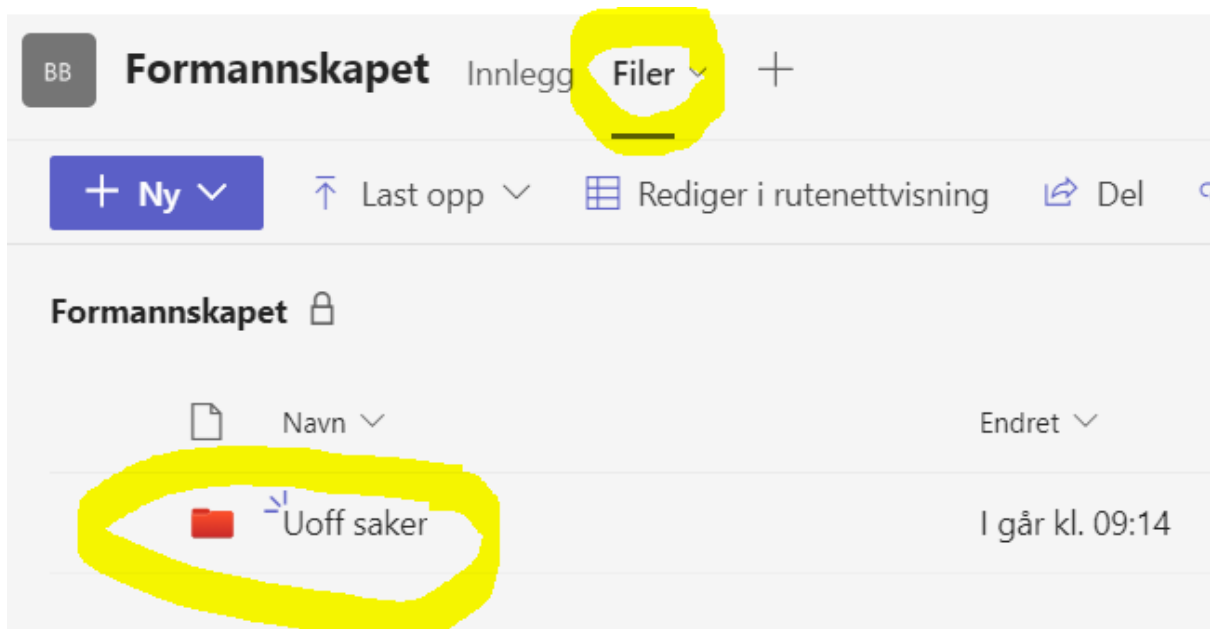 BB Formannskapet Innlegg Filer
Ny Last opp Rediger i rutenettvisning Del
Formannskapet
Navn Endret
Uoff saker I går kl. 09:14